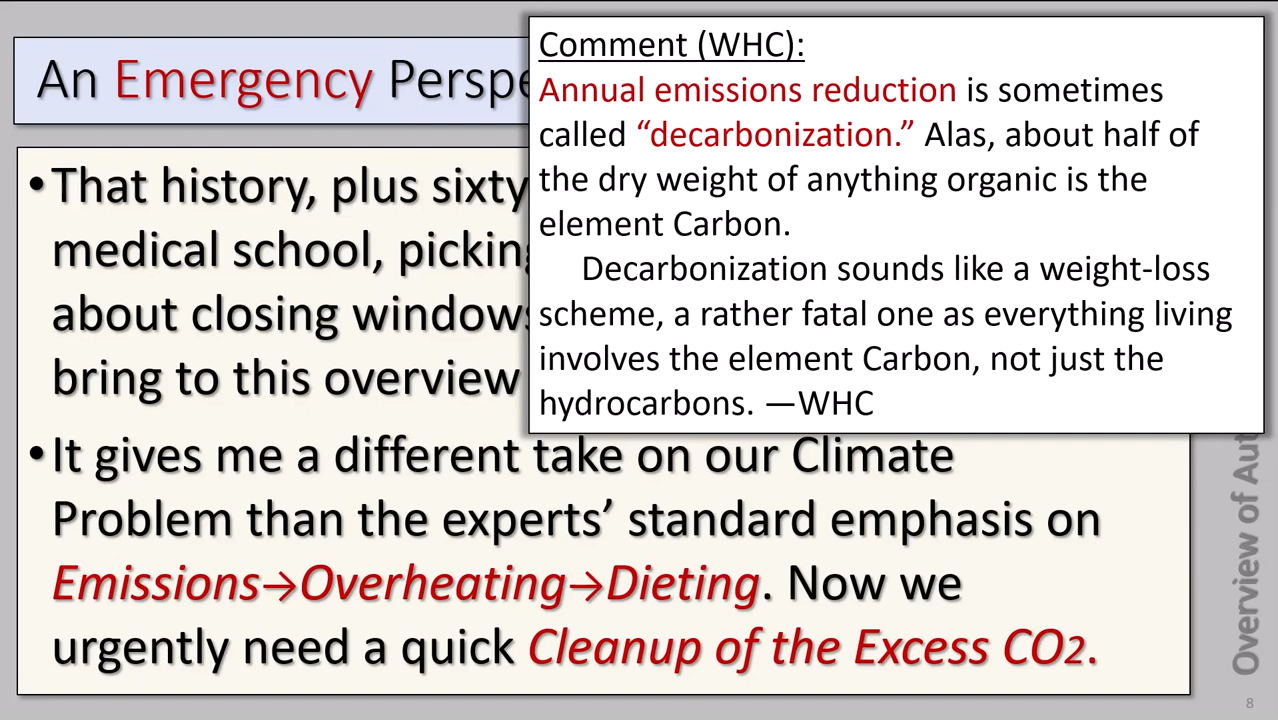 An Emergency
That history, plus sixty
medical school, picking
about closing windows
bring to this overview
•It gives me a different take on our Climate
Problem than the experts’ standard emphasis on
Emissions→Overheating→Dieting. Now we
urgently need a quick Cleanup of the Excess CO2.
Comment (WHC):
Annual emissions reduction is sometimes
called “decarbonization.” Alas, about half of
the dry weight of anything organic is the
element Carbon.
Decarbonization sounds like a weight-loss
scheme, a rather fatal one as everything living
involves the element Carbon, not just the
hydrocarbons. —WHC
Overview of
8